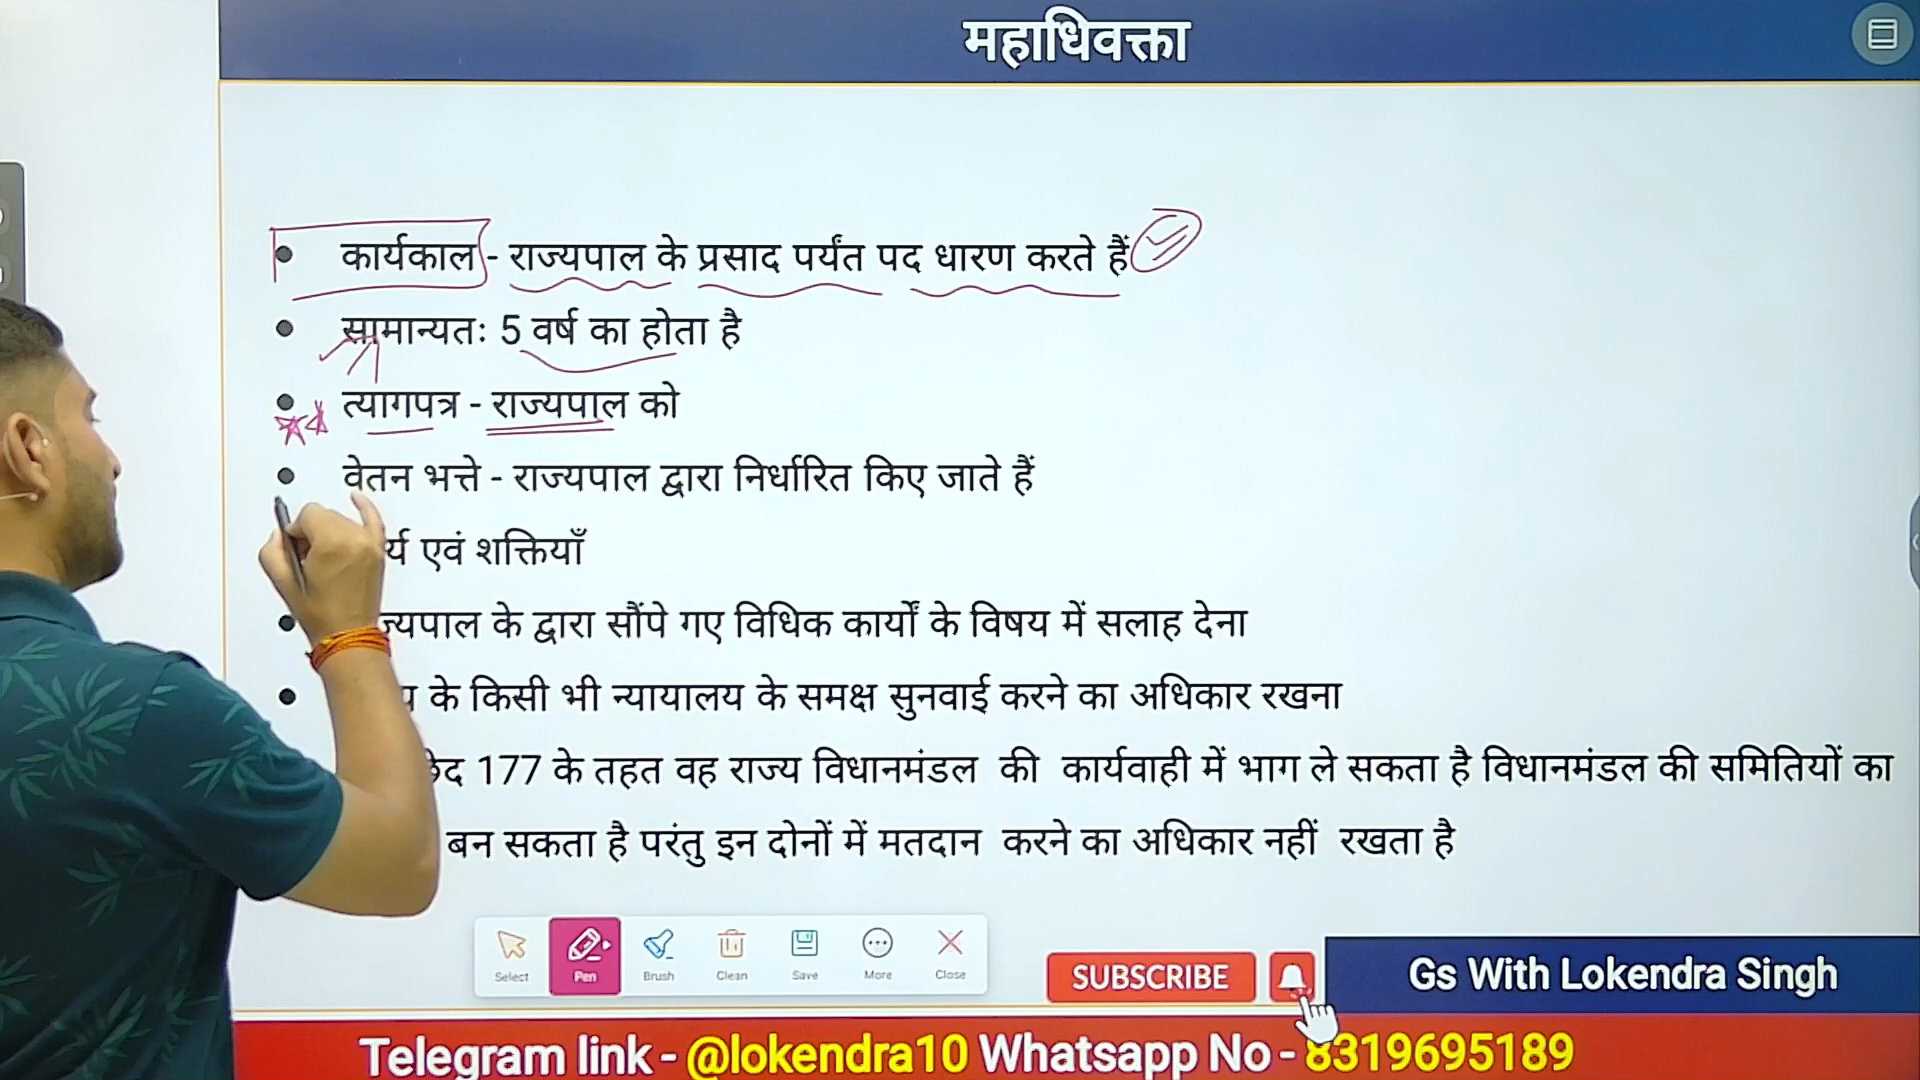 महाधिवक्ता
कार्यकाल - राज्यपाल के प्रसाद पर्यंत पद धारण करते हैं
सामान्यतः 5 वर्ष का होता है
त्यागपत्र - राज्यपाल को
वेतन भत्ते - राज्यपाल द्वारा निर्धारित किए जाते हैं
एवं शक्तियाँ
के द्वारा सौंपे गए विधिक कार्यों के विषय में सलाह देना
के किसी भी न्यायालय के समक्ष सुनवाई करने का अधिकार रखना
177 के तहत वह राज्य विधानमंडल की कार्यवाही में भाग ले सकता है विधानमंडल की समितियों का
बन सकता है परंतु इन दोनों में मतदान करने का अधिकार नहीं रखता है
Select Pen Brush Clean Save More Close
SUBSCRIBE
Gs With Lokendra Singh
Telegram link - @lokendra10 Whatsapp No - 8319695189